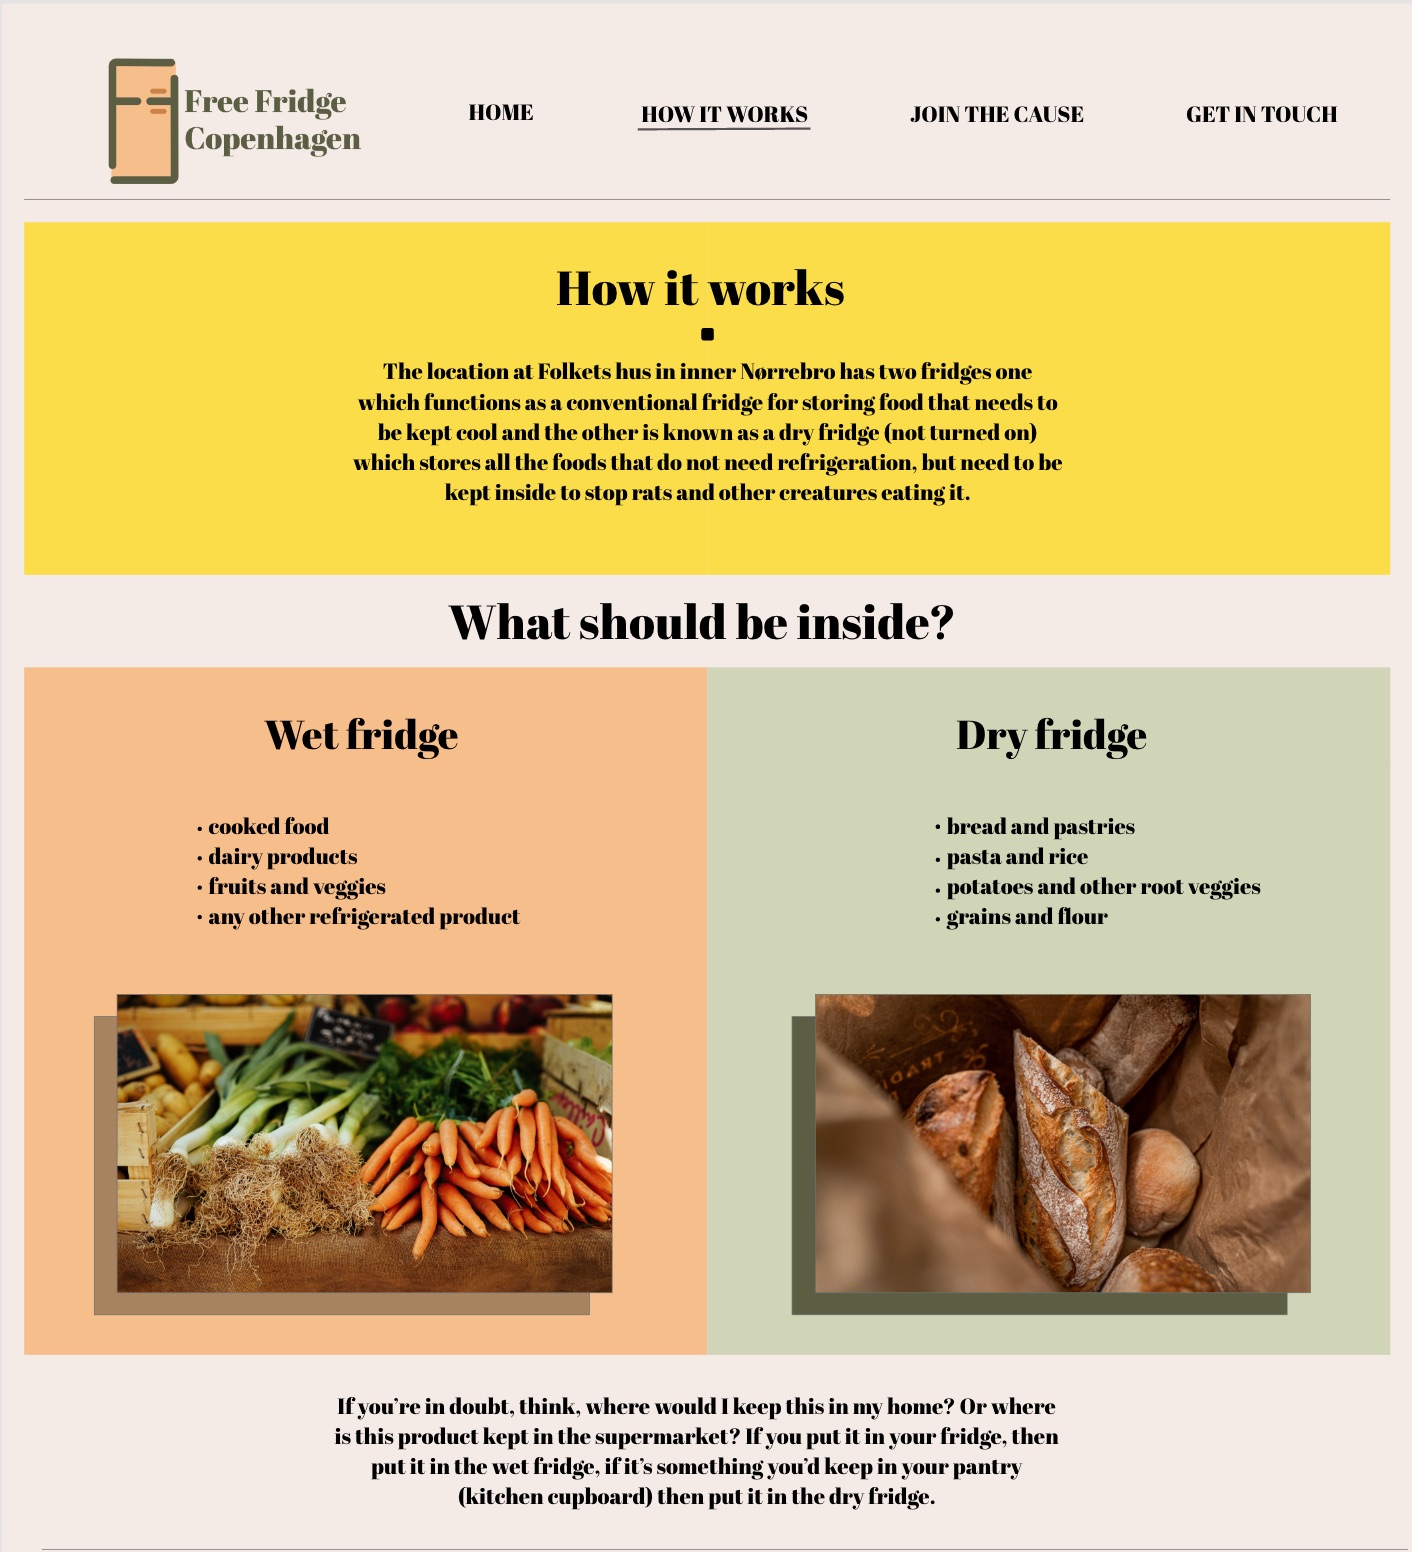 Free Fridge
Copenhagen
HOME
HOW IT WORKS
JOIN THE CAUSE
GET IN TOUCH
How it works
The location at Folkets hus in inner Nørrebro has two fridges one
which functions as a conventional fridge for storing food that needs to
be kept cool and the other is known as a dry fridge (not turned on)
which stores all the foods that do not need refrigeration, but need to be
kept inside to stop rats and other creatures eating it.
What should be inside?
Wet fridge
· cooked food
· dairy products
· fruits and veggies
· any other refrigerated product
Dry fridge
· bread and pastries
· pasta and rice
· potatoes and other root veggies
· grains and flour
If you’re in doubt, think, where would I keep this in my home? Or where
is this product kept in the supermarket? If you put it in your fridge, then
put it in the wet fridge, if it’s something you’d keep in your pantry
(kitchen cupboard) then put it in the dry fridge.